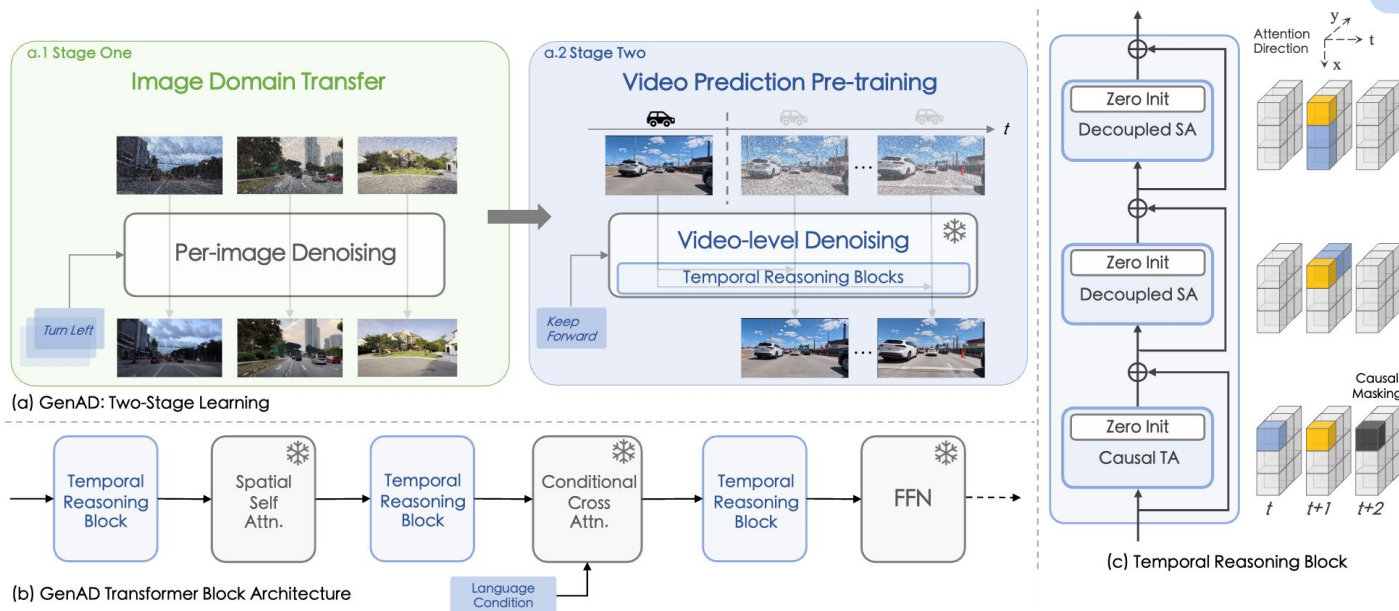 a.1 Stage One
Image Domain Transfer
Per-image Denoising
Turn Left
a.2 Stage Two
Video Prediction Pre-training
t
...
Video-level Denoising
Temporal Reasoning Blocks
Keep
Forward
...
(a) GenAD: Two-Stage Learning
Temporal
Reasoning
Block
Spatial
Self
Attn.
Temporal
Reasoning
Block
Conditional
Cross
Attn.
Temporal
Reasoning
Block
FFN
Language
Condition
(b) GenAD Transformer Block Architecture
Zero Init
Decoupled SA
Zero Init
Decoupled SA
Zero Init
Causal TA
Attention
Direction
y
t
x
Causal
Masking
t
t+1
t+2
(c) Temporal Reasoning Block